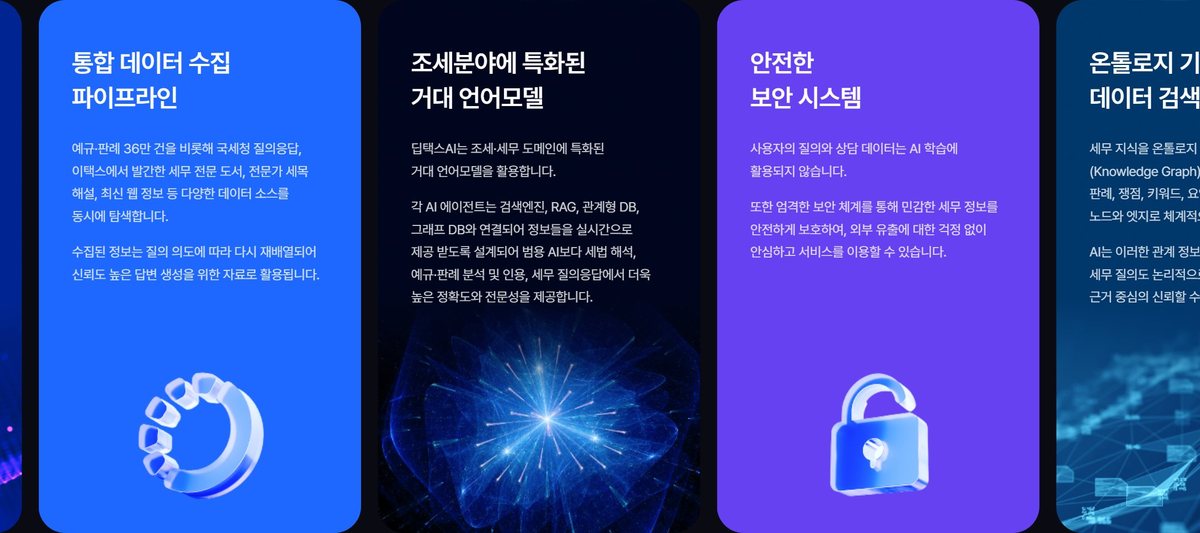 통합 데이터 수집
파이프라인
예규·판례 36만 건을 비롯해 국세청 질의응답,
이택스에서 발간한 세무 전문 도서, 전문가 세목
해설, 최신 웹 정보 등 다양한 데이터 소스를
동시에 탐색합니다.
수집된 정보는 질의 의도에 따라 다시 재배열되어
신뢰도 높은 답변 생성을 위한 자료로 활용됩니다.
조세분야에 특화된
거대 언어모델
딥택스AI는 조세·세무 도메인에 특화된
거대 언어모델을 활용합니다.
각 AI 에이전트는 검색엔진, RAG, 관계형 DB,
그래프 DB와 연결되어 정보들을 실시간으로
제공 받도록 설계되어 범용 AI보다 세법 해석,
예규·판례 분석 및 인용, 세무 질의응답에서 더욱
높은 정확도와 전문성을 제공합니다.
안전한
보안 시스템
사용자의 질의와 상담 데이터는 AI 학습에
활용되지 않습니다.
또한 엄격한 보안 체계를 통해 민감한 세무 정보를
안전하게 보호하여, 외부 유출에 대한 걱정 없이
안심하고 서비스를 이용할 수 있습니다.
온톨로지 기
데이터 검색
세무 지식을 온톨로지
(Knowledge Graph)
판례, 쟁점, 키워드,
노드와 엣지로
AI는 이러한 관계 정보
세무 질의도
근거 중심의 신뢰할 수